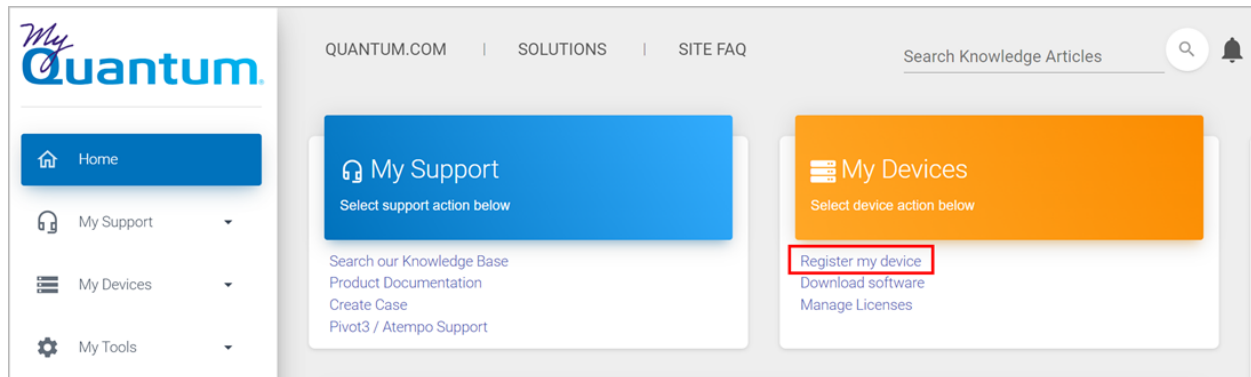 My
Quantum.
Home
My Support
My Devices
My Tools
QUANTUM.COM | SOLUTIONS | SITE FAQ
Search Knowledge Articles
My Support
Select support action below
Search our Knowledge Base
Product Documentation
Create Case
Pivot3 / Atempo Support
My Devices
Select device action below
Register my device
Download software
Manage Licenses